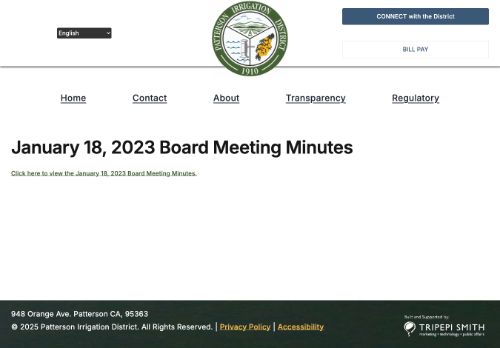 English
PATTERSON IRRIGATION DISTRICT
1910
CONNECT with the District
BILL PAY
Home
Contact
About
Transparency
Regulatory
January 18, 2023 Board Meeting Minutes
Click here to view the January 18, 2023 Board Meeting Minutes.
948 Orange Ave. Patterson CA, 95363
© 2025 Patterson Irrigation District. All Rights Reserved. | Privacy Policy | Accessibility
Built and Supported by:
TRIPEPI SMITH
marketing • technology • public affairs